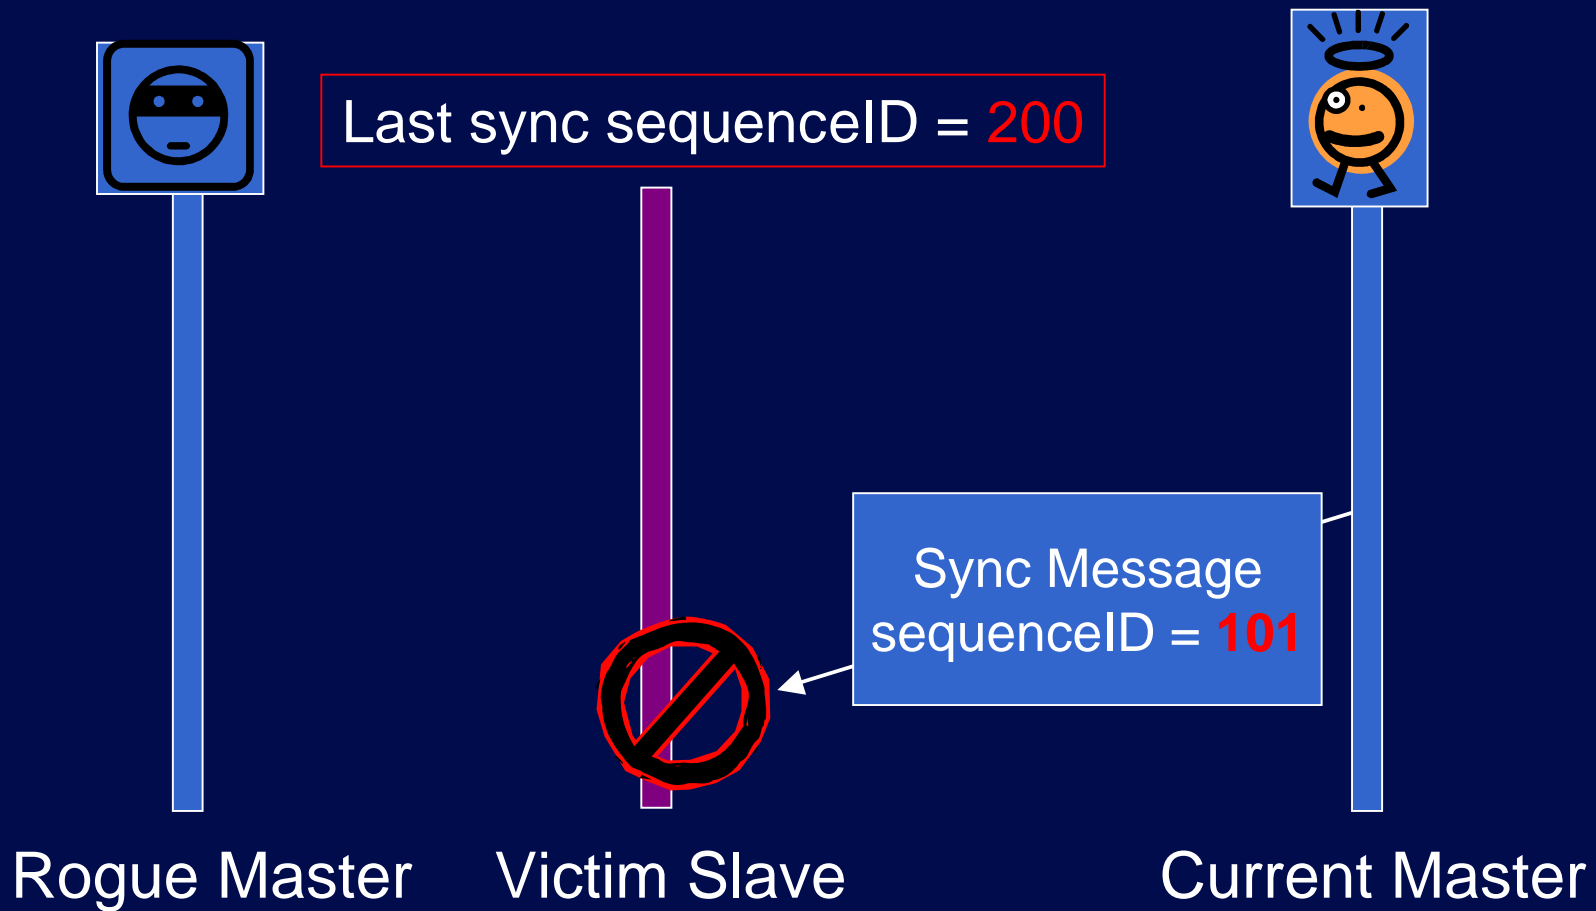 Last sync sequenceID = 200
Sync Message
sequenceID = 101
Rogue Master
Victim Slave
Current Master